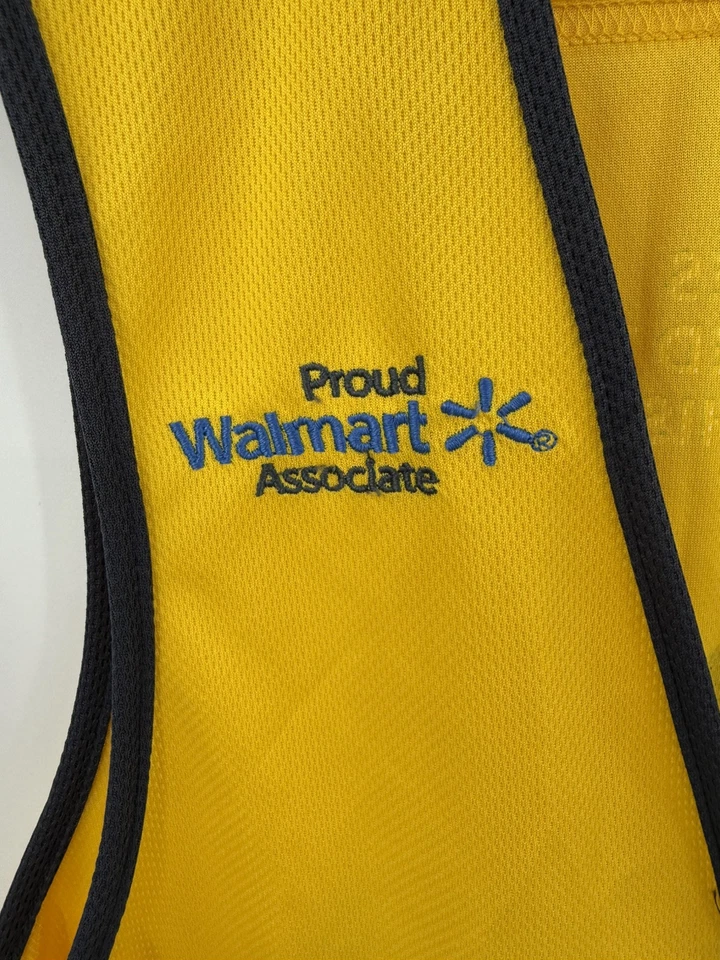 Proud
Walmart
®
Associate